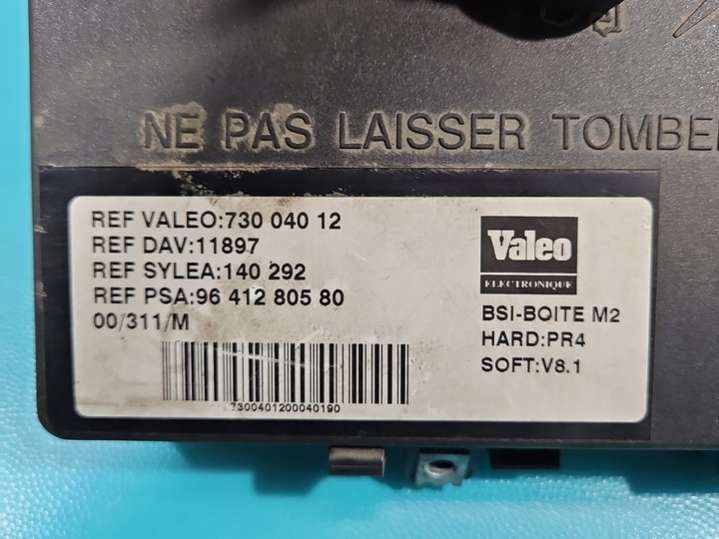 NE PAS LAISSER TOMBE
REF VALEO:730 040 12
REF DAV:11897
REF SYLEA:140 292
REF PSA:96 412 805 80
00/311/M
7300401200040190
Valeo
ELECTRONIQUE
BSI-BOITE M2
HARD:PR4
SOFT:V8.1